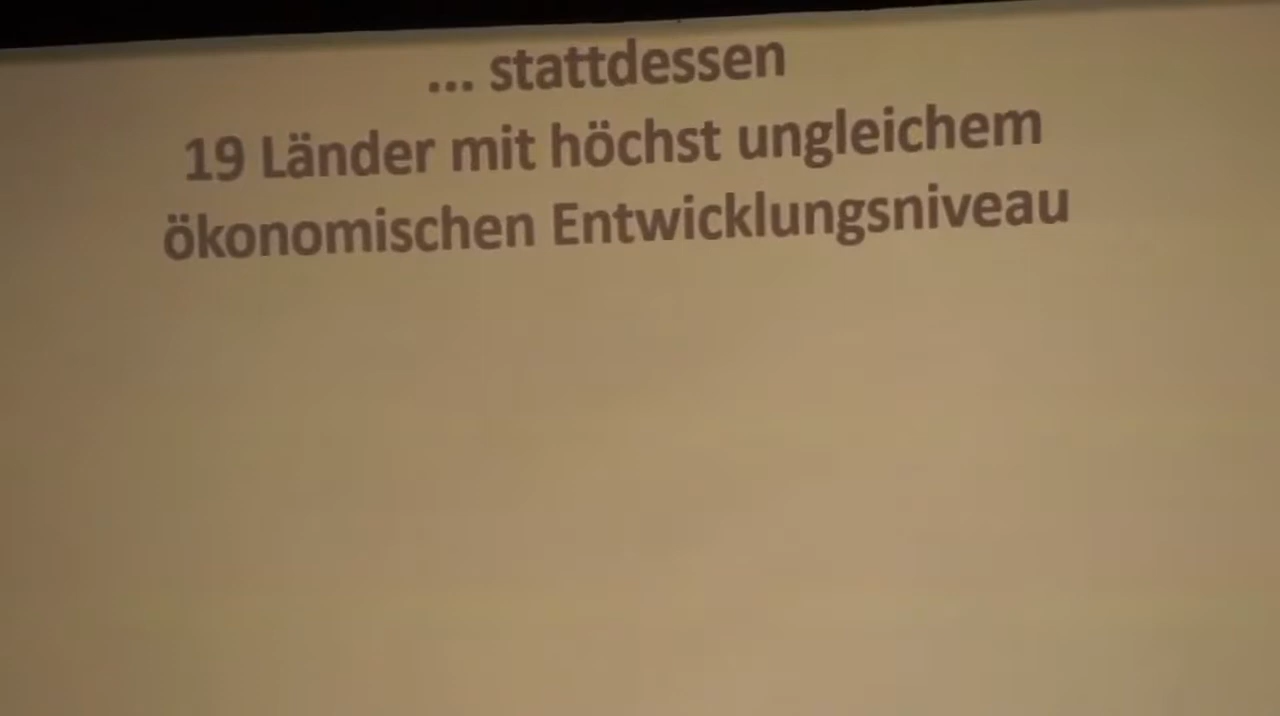 ... stattdessen
19 Länder mit höchst ungleichem
ökonomischen Entwicklungsniveau